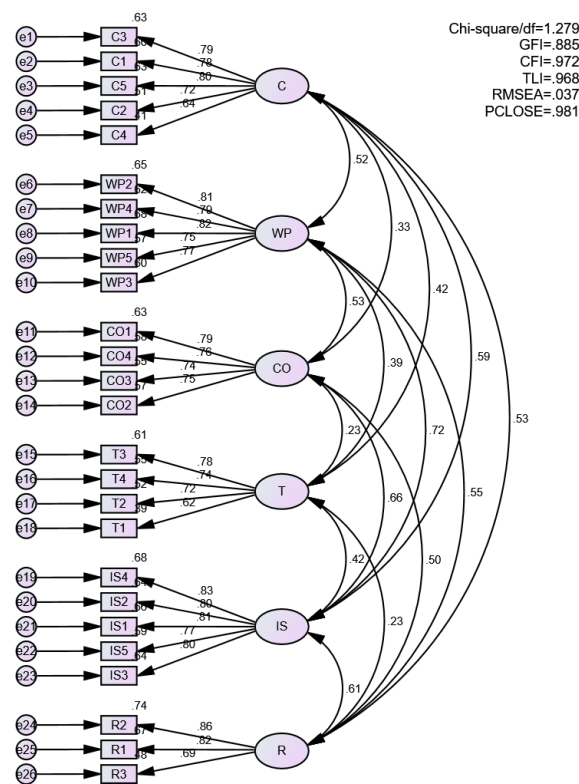 Chi-square/df=1.279
GFI=.885
CFI=.972
TLI=.968
RMSEA=.037
PCLOSE=.981
.63
e1 C3 .79
e2 C1 .78
e3 C5 .80
C
e4 C2 .72
e5 C4 .64
.41
.52
.65
e6 WP2 .81
e7 WP4 .79
e8 WP1 .82
WP
.33
e9 WP5 .75
e10 WP3 .77
.60
.42
.53
.63
e11 CO1 .79
e12 CO4 .76
.39
.59
e13 CO3 .74
CO
e14 CO2 .75
.57
.53
.61
.23
.72
e15 T3 .78
e16 T4 .74
e17 T2 .72
T
.66
.55
e18 T1 .62
.39
.42
.50
.68
e19 IS4 .83
e20 IS2 .80
e21 IS1 .81
IS
.23
e22 IS5 .77
e23 IS3 .80
.64
.61
.74
e24 R2 .86
e25 R1 .82
R
e26 R3 .69
.48